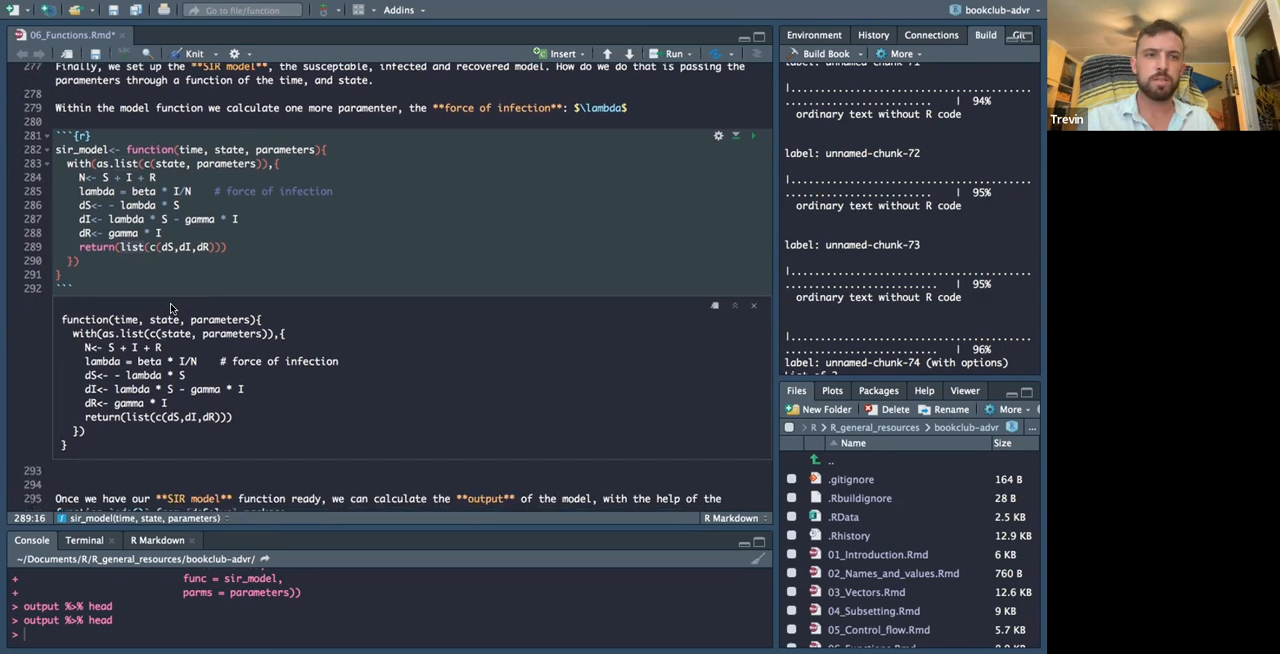 Go to file/function
Addins
bookclub-advr
06_Functions.Rmd*
Knit
Insert
Run
277
Finally, we set up the **SIR model**, the susceptable, infected and recovered model. How do we do that is passing the
paramenters through a function of the time, and state.
278
279 Within the model function we calculate one more paramenter, the **force of infection**: $\lambda$
280
281 ```{r}
282 sir_model<- function(time, state, parameters){
283 with(as.list(c(state, parameters)),{
284 N<- S + I + R
285 lambda = beta * I/N # force of infection
286 dS<- - lambda * S
287 dI<- lambda * S - gamma * I
288 dR<- gamma * I
289 return(list(c(dS,dI,dR)))
290 })
291 }
292 ```
function(time, state, parameters){
with(as.list(c(state, parameters)),{
N<- S + I + R
lambda = beta * I/N # force of infection
dS<- - lambda * S
dI<- lambda * S - gamma * I
dR<- gamma * I
return(list(c(dS,dI,dR)))
})
}
293
294
295 Once we have our **SIR model** function ready, we can calculate the **output** of the model, with the help of the
289:16 sir_model(time, state, parameters) R Markdown
Console Terminal R Markdown
~/Documents/R/R_general_resources/bookclub-advr/
+ func = sir_model,
+ parms = parameters))
> output %>% head
> output %>% head
>
Environment History Connections Build Git
Build Book More
label: unnamed-chunk-71
|..................................
.......................... | 94%
ordinary text without R code
label: unnamed-chunk-72
|..................................
.......................... | 95%
ordinary text without R code
label: unnamed-chunk-73
|..................................
.......................... | 95%
ordinary text without R code
|..................................
.......................... | 96%
label: unnamed-chunk-74 (with options)
Files Plots Packages Help Viewer
New Folder Delete Rename More
R R_general_resources bookclub-advr ...
Name Size
..
.gitignore 164 B
.Rbuildignore 28 B
.RData 2.5 KB
.Rhistory 12.9 KB
01_Introduction.Rmd 6 KB
02_Names_and_values.Rmd 760 B
03_Vectors.Rmd 12.6 KB
04_Subsetting.Rmd 9 KB
05_Control_flow.Rmd 5.7 KB
Trevin